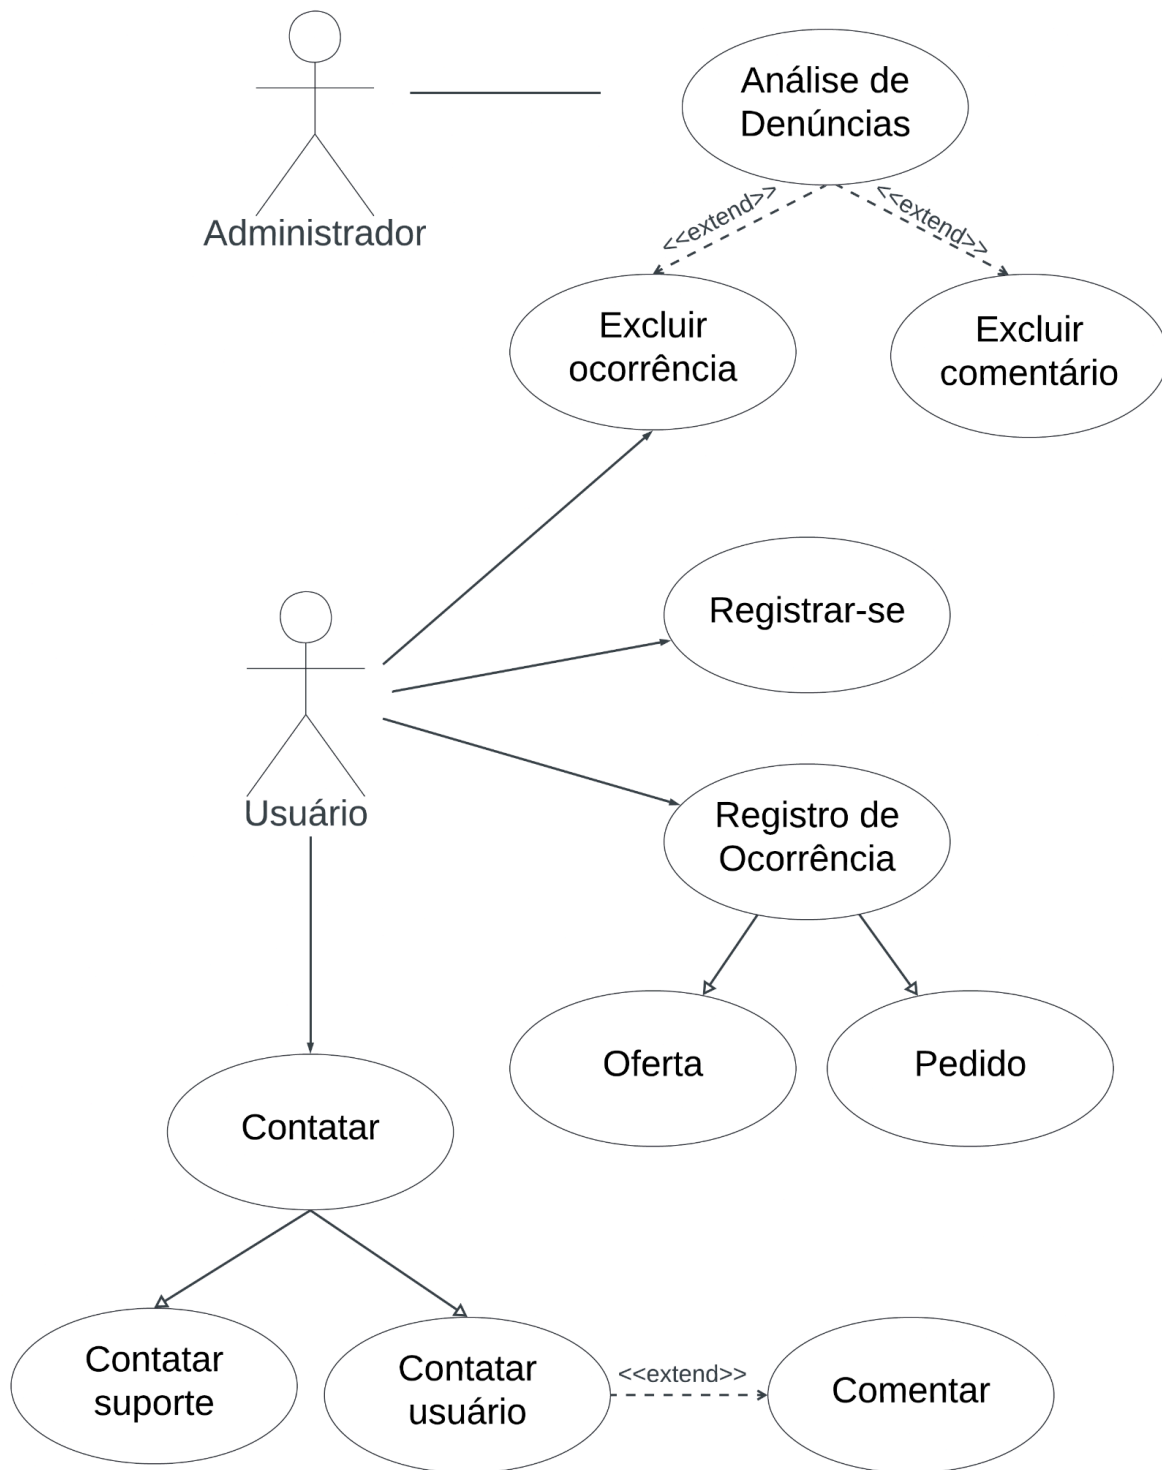 Análise de
Denúncias
Administrador
<<extend>>
<<extend>>
Excluir
ocorrência
Excluir
comentário
Registrar-se
Usuário
Registro de
Ocorrência
Oferta
Pedido
Contatar
Contatar
suporte
Contatar
usuário
<<extend>>
Comentar